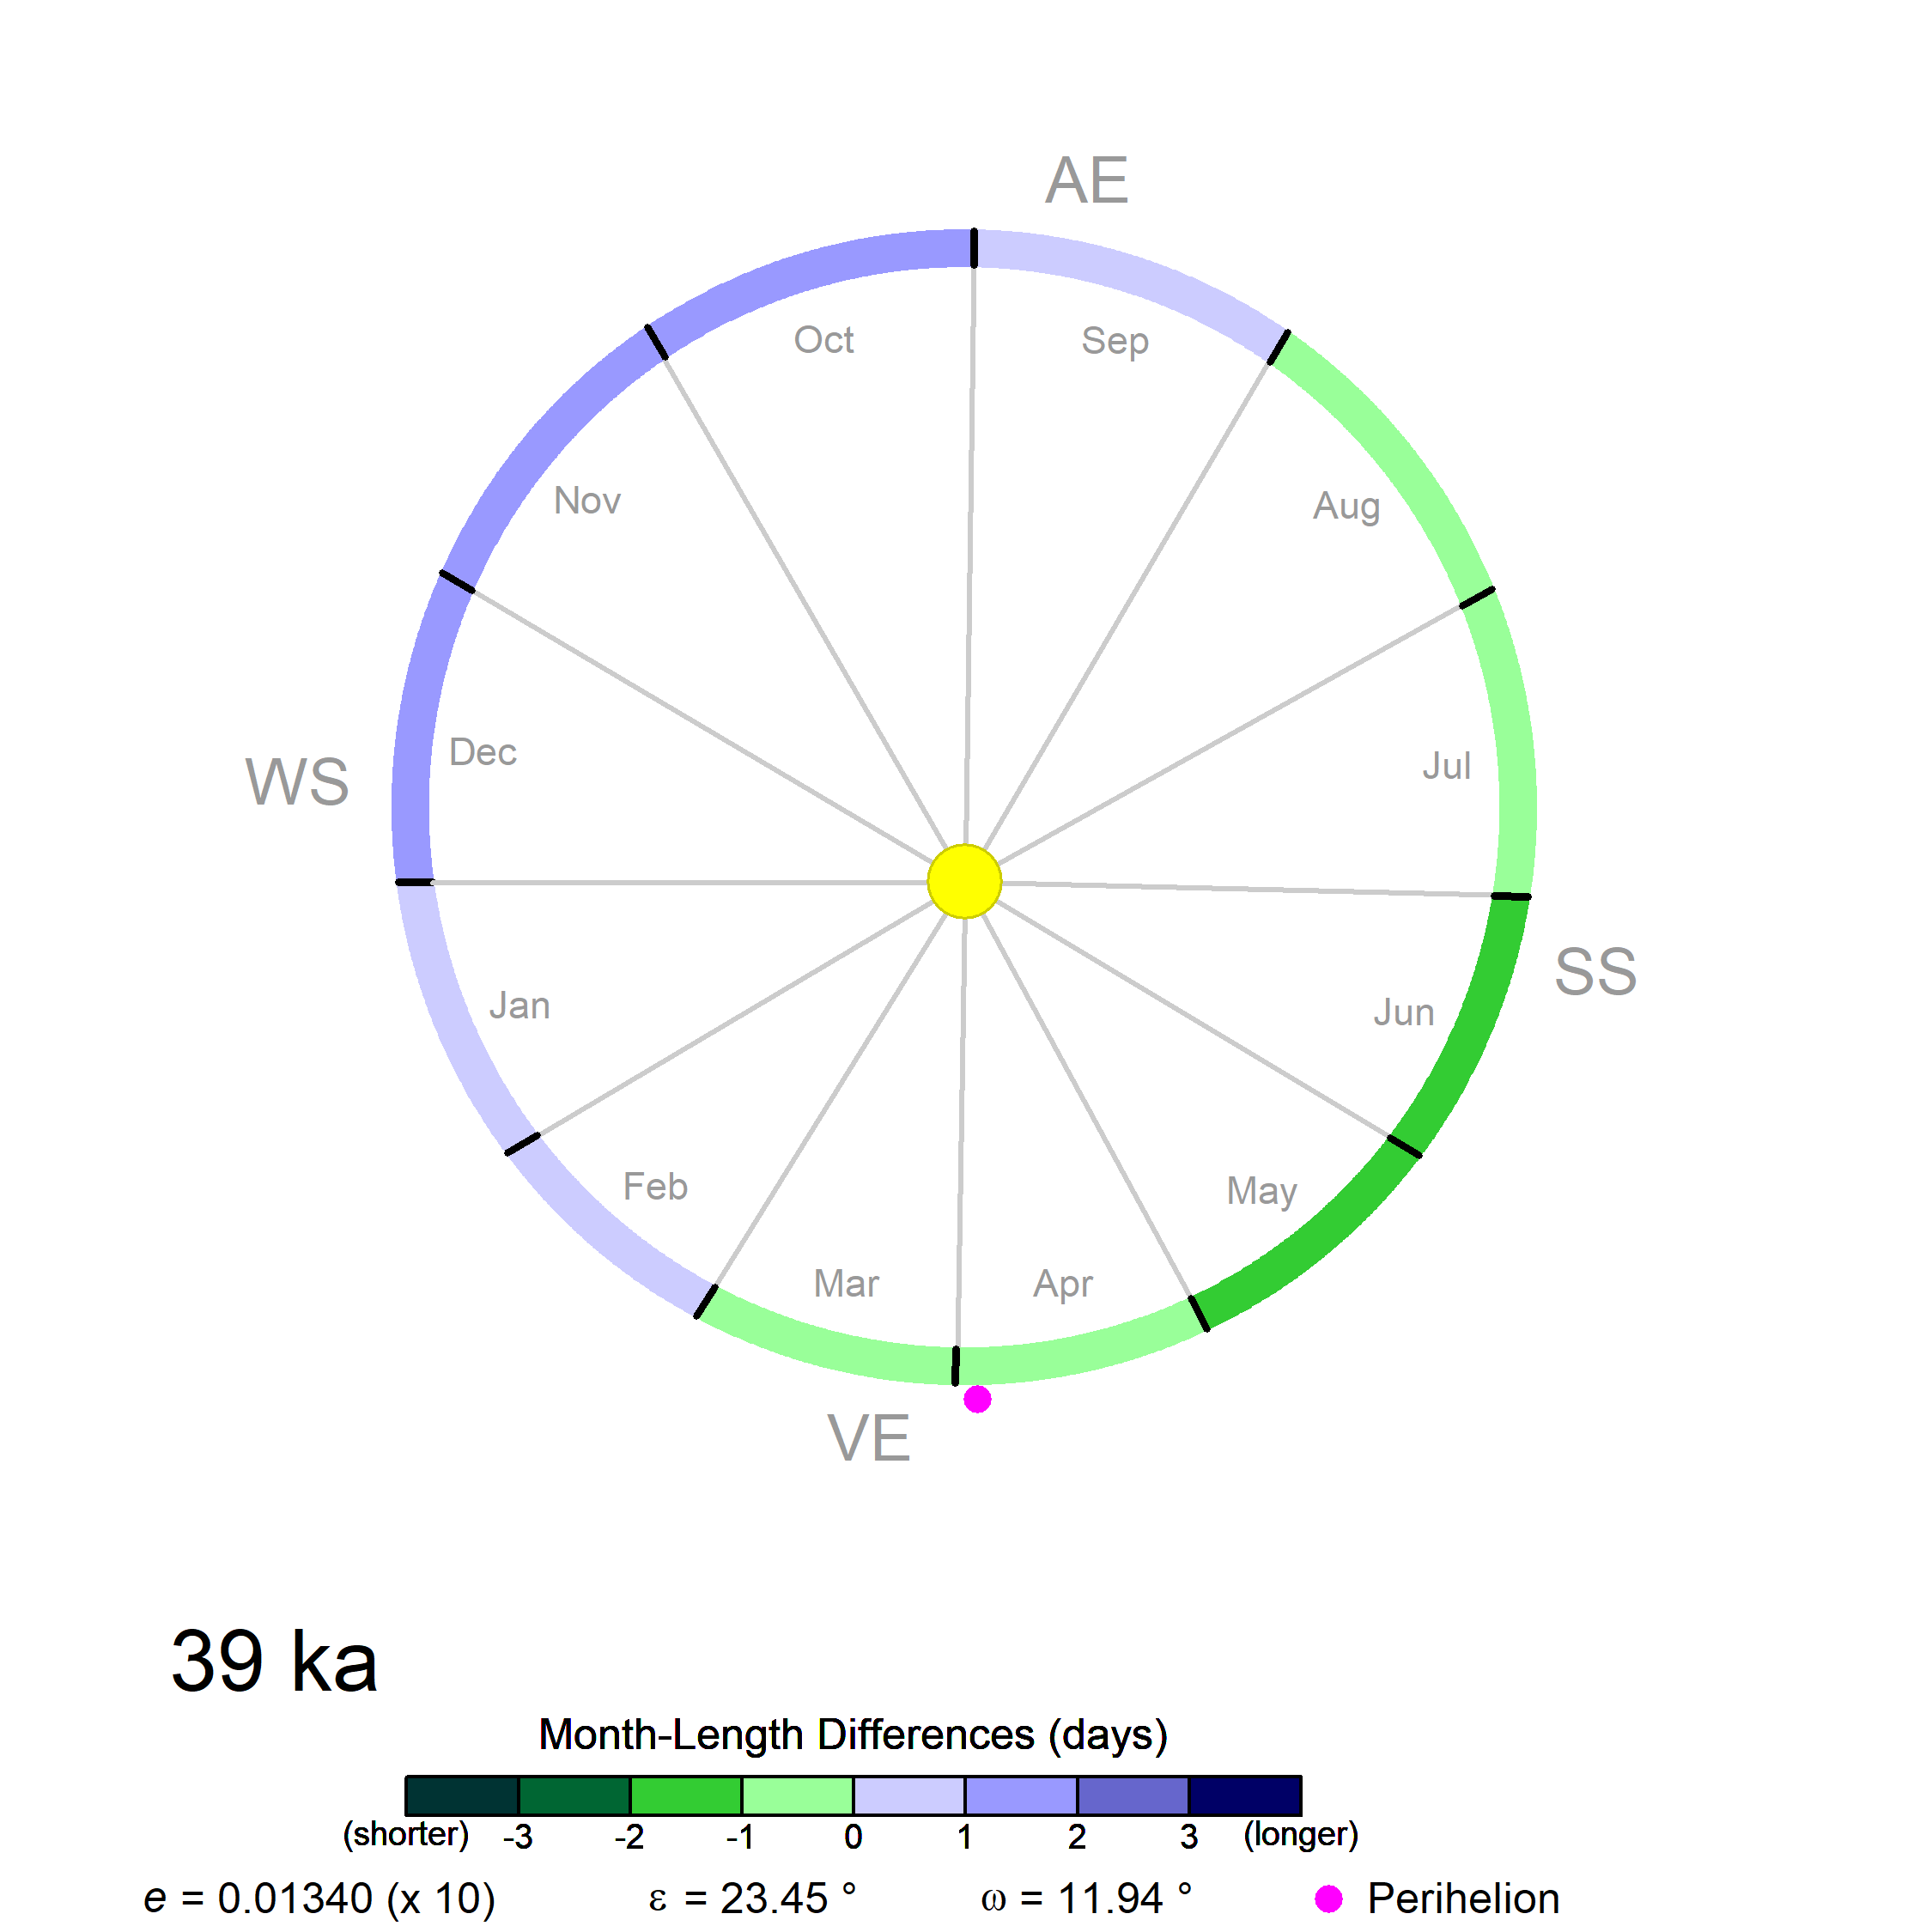 AE
Oct
Sep
Nov
Aug
WS
Dec
Jul
SS
Jan
Jun
Feb
May
Mar
Apr
VE
39 ka
Month-Length Differences (days)
(shorter) -3 -2 -1 0 1 2 3 (longer)
e = 0.01340 (x 10) ε = 23.45 ° ω = 11.94 ° Perihelion